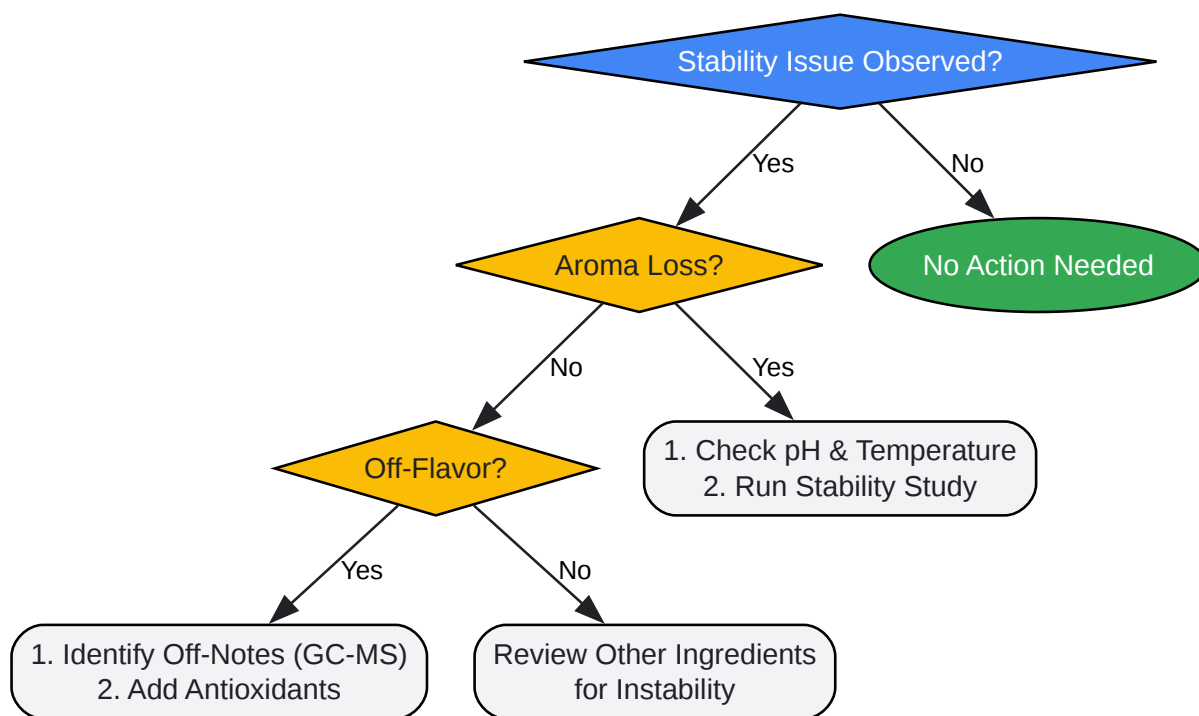 Stability Issue Observed?
Yes
No
Aroma Loss?
No Action Needed
No
Yes
Off-Flavor?
1. Check pH & Temperature
2. Run Stability Study
Yes
No
1. Identify Off-Notes (GC-MS)
2. Add Antioxidants
Review Other Ingredients
for Instability